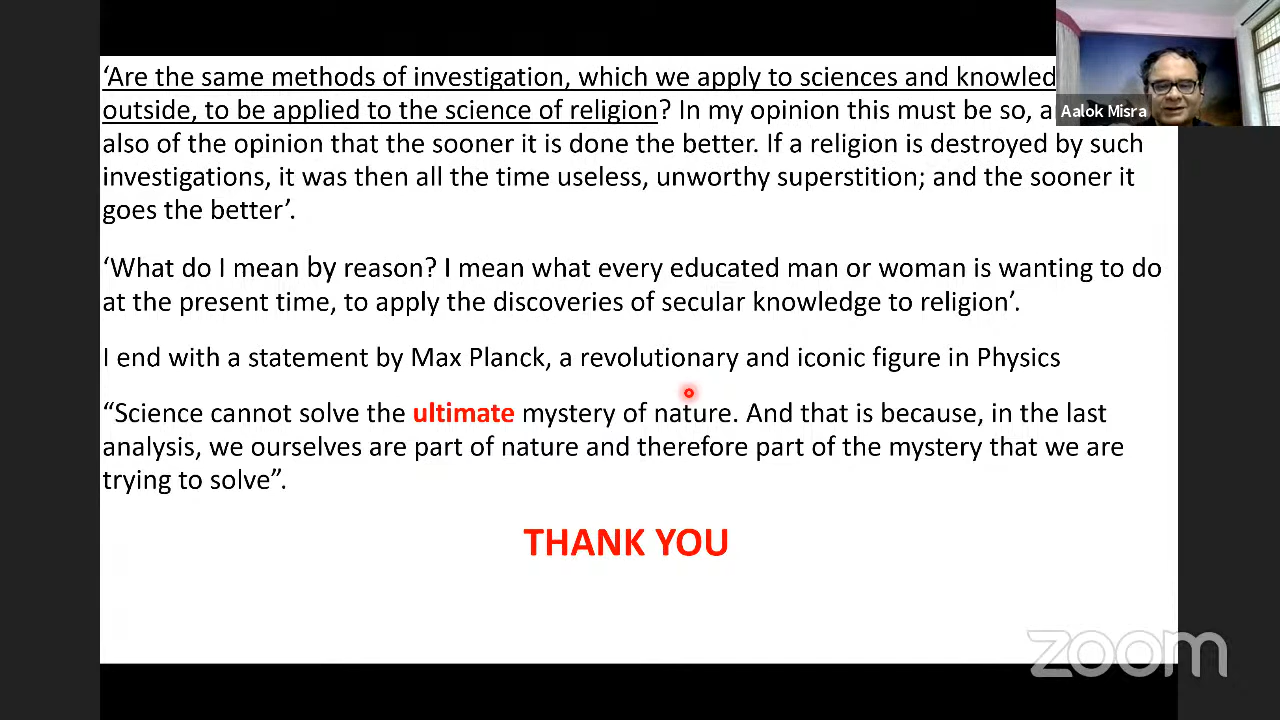 ‘Are the same methods of investigation, which we apply to sciences and
outside, to be applied to the science of religion? In my opinion this must be so,
also of the opinion that the sooner it is done the better. If a religion is destroyed by such
investigations, it was then all the time useless, unworthy superstition; and the sooner it
goes the better’.
‘What do I mean by reason? I mean what every educated man or woman is wanting to do
at the present time, to apply the discoveries of secular knowledge to religion’.
I end with a statement by Max Planck, a revolutionary and iconic figure in Physics
“Science cannot solve the ultimate mystery of nature. And that is because, in the last
analysis, we ourselves are part of nature and therefore part of the mystery that we are
trying to solve”.
THANK YOU
Aalok Misra
zoom